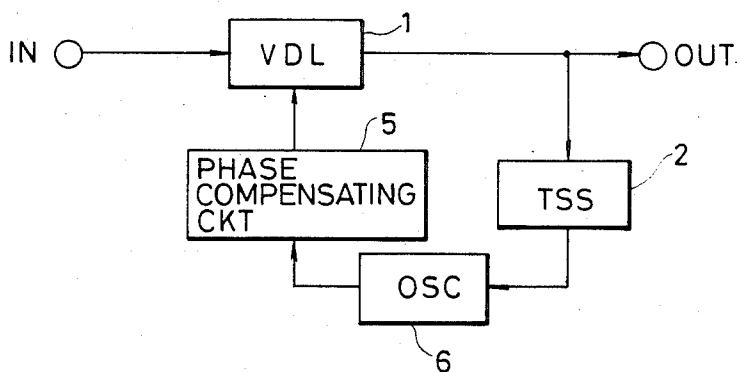 1
IN
VDL
OUT
5
PHASE
COMPENSATING
CKT
2
TSS
OSC
6